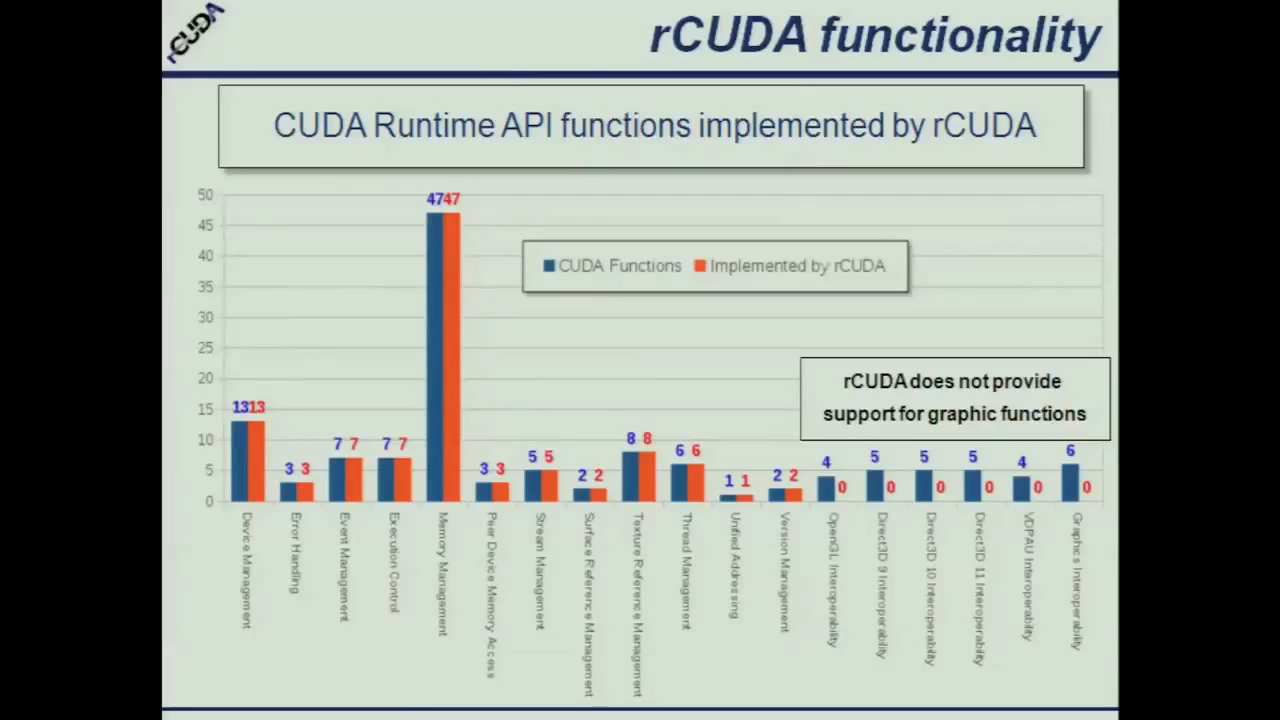 rCUDA
rCUDA functionality
CUDA Runtime API functions implemented by rCUDA
50
45
40
35
30
25
20
15
10
5
0
CUDA Functions
Implemented by rCUDA
rCUDA does not provide
support for graphic functions
13 13
3 3
7 7
7 7
47 47
3 3
5 5
2 2
8 8
6 6
1 1
2 2
4 0
5 0
5 0
5 0
4 0
6 0
Device Management
Error Handling
Event Management
Execution Control
Memory Management
Peer Device Memory Access
Stream Management
Surface Reference Management
Texture Reference Management
Thread Management
Unified Addressing
Version Management
OpenGL Interoperability
Direct3D 9 Interoperability
Direct3D 10 Interoperability
Direct3D 11 Interoperability
VDPAU Interoperability
Graphics Interoperability